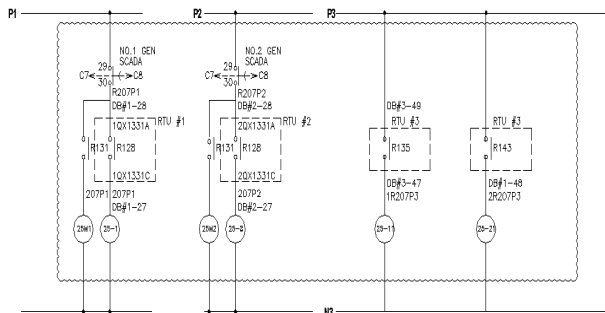 P1
P2
P3
NO.1 GEN
SCADA
29
30
C7
C8
R207P1
DB#1-28
1QX1331A
RTU #1
R131
R128
1QX1331C
207P1
207P1
DB#1-27
25W1
25-1
NO.2 GEN
SCADA
29
30
C7
C8
R207P2
DB#2-28
2QX1331A
RTU #2
R131
R128
2QX1331C
207P2
DB#2-27
25W2
25-2
DB#3-49
RTU #3
R135
DB#3-47
1R207P3
25-11
RTU #3
R143
DB#1-48
2R207P3
25-21
N3